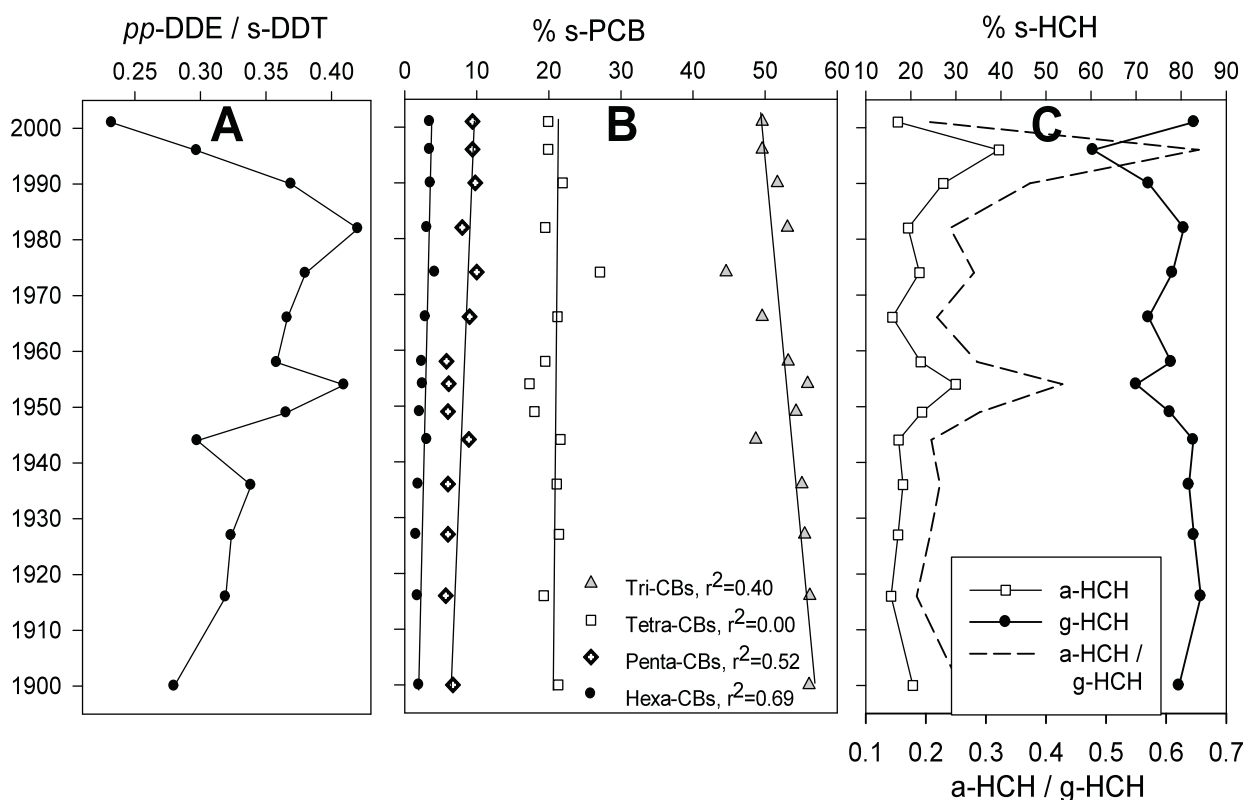 pp-DDE / s-DDT
0.25 0.30 0.35 0.40
% s-PCB
0 10 20 30 40 50 60
% s-HCH
10 20 30 40 50 60 70 80 90
A
B
C
2000
1990
1980
1970
1960
1950
1940
1930
1920
1910
1900
Tri-CBs, r²=0.40
Tetra-CBs, r²=0.00
Penta-CBs, r²=0.52
Hexa-CBs, r²=0.69
a-HCH
g-HCH
a-HCH /
g-HCH
0.1 0.2 0.3 0.4 0.5 0.6 0.7
a-HCH / g-HCH